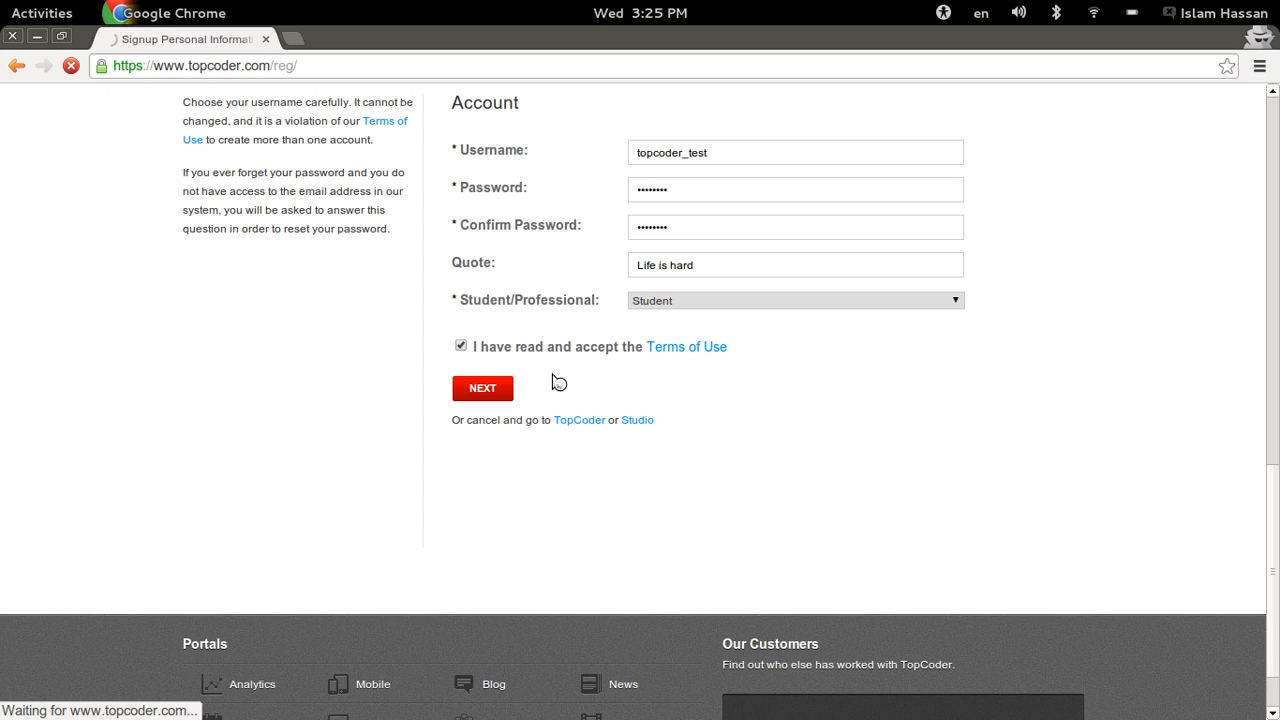 Activities Google Chrome Wed 3:25 PM en Islam Hassan
Signup Personal Informati
https://www.topcoder.com/reg/
Choose your username carefully. It cannot be
changed, and it is a violation of our Terms of
Use to create more than one account.
If you ever forget your password and you do
not have access to the email address in our
system, you will be asked to answer this
question in order to reset your password.
Account
* Username: topcoder_test
* Password: ••••••••
* Confirm Password: ••••••••
Quote: Life is hard
* Student/Professional: Student
I have read and accept the Terms of Use
NEXT
Or cancel and go to TopCoder or Studio
Portals
Analytics Mobile Blog News
Our Customers
Find out who else has worked with TopCoder.
Waiting for www.topcoder.com...